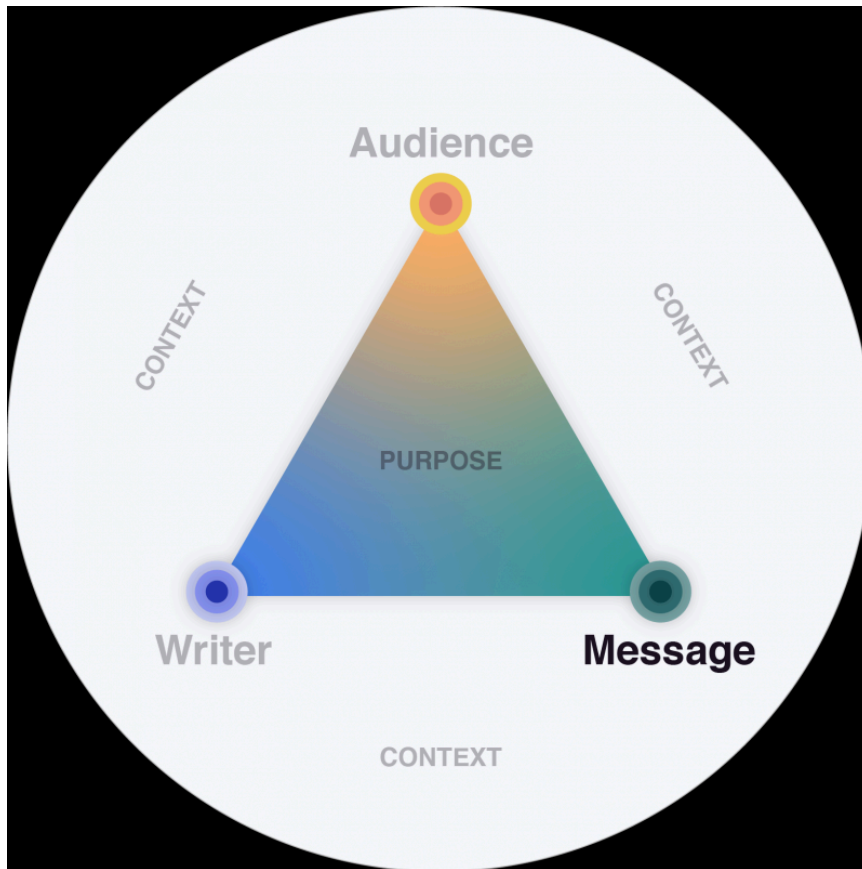 Audience
CONTEXT
CONTEXT
PURPOSE
Writer
Message
CONTEXT